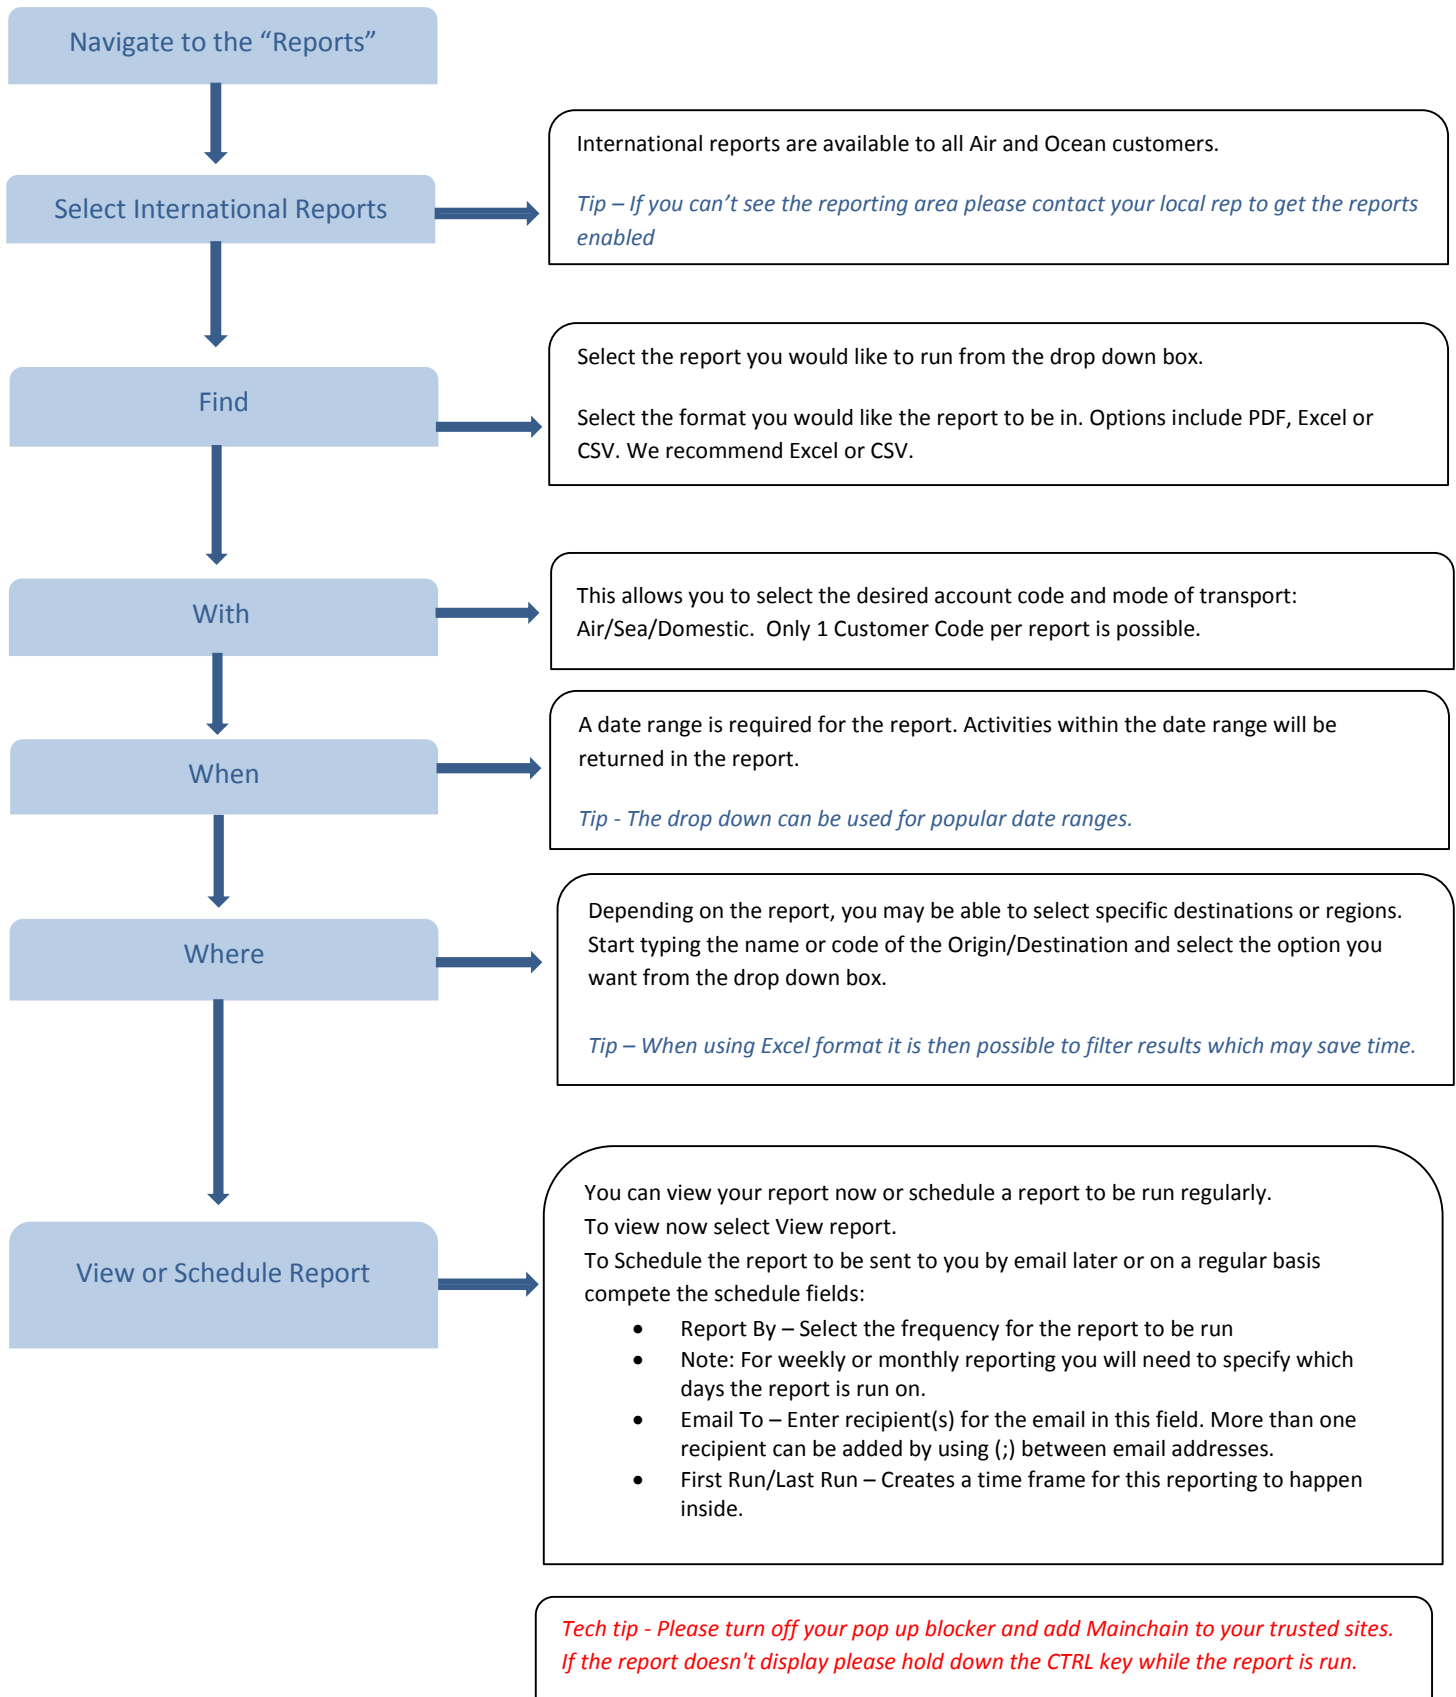 Navigate to the “Reports”
International reports are available to all Air and Ocean customers.
Tip – If you can’t see the reporting area please contact your local rep to get the reports
enabled
Select International Reports
Select the report you would like to run from the drop down box.
Select the format you would like the report to be in. Options include PDF, Excel or
CSV. We recommend Excel or CSV.
Find
This allows you to select the desired account code and mode of transport:
Air/Sea/Domestic.  Only 1 Customer Code per report is possible.
With
A date range is required for the report. Activities within the date range will be
returned in the report.
Tip - The drop down can be used for popular date ranges.
When
Depending on the report, you may be able to select specific destinations or regions.
Start typing the name or code of the Origin/Destination and select the option you
want from the drop down box.
Tip – When using Excel format it is then possible to filter results which may save time.
Where
You can view your report now or schedule a report to be run regularly.
To view now select View report.
To Schedule the report to be sent to you by email later or on a regular basis
compete the schedule fields:
• Report By – Select the frequency for the report to be run
• Note: For weekly or monthly reporting you will need to specify which
days the report is run on.
• Email To – Enter recipient(s) for the email in this field. More than one
recipient can be added by using (;) between email addresses.
• First Run/Last Run – Creates a time frame for this reporting to happen
inside.
View or Schedule Report
Tech tip - Please turn off your pop up blocker and add Mainchain to your trusted sites.
If the report doesn't display please hold down the CTRL key while the report is run.